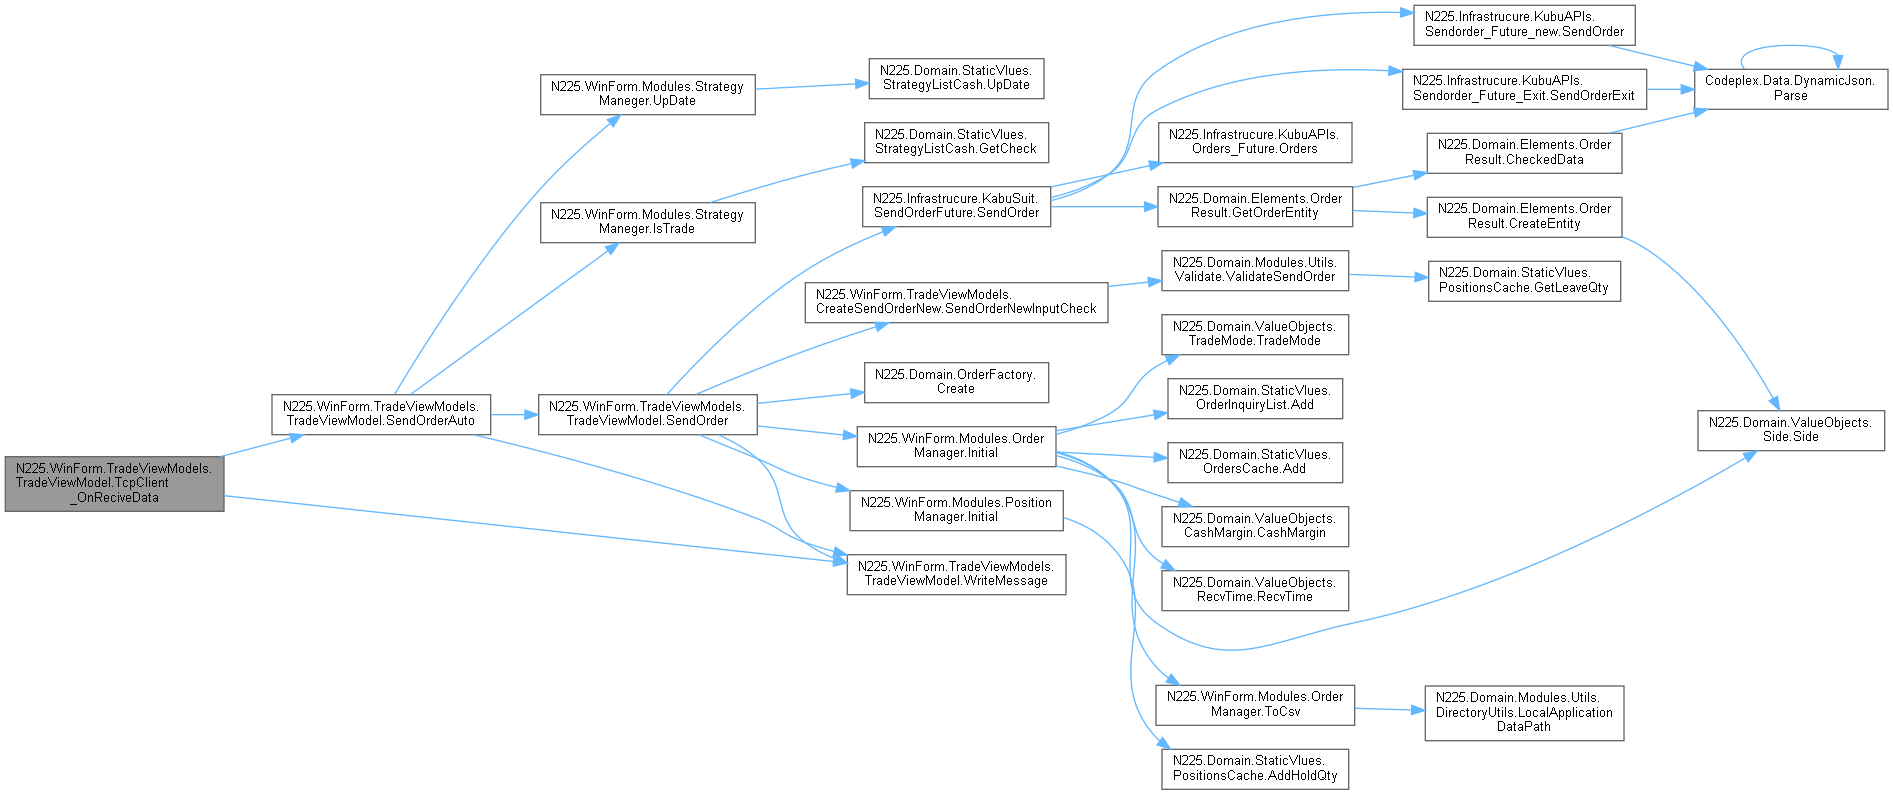 N225.WinForm.TradeViewModels.
TradeViewModel.TcpClient
_OnReciveData
N225.WinForm.TradeViewModels.
TradeViewModel.SendOrderAuto
N225.WinForm.Modules.Strategy
Maneger.UpDate
N225.WinForm.Modules.Strategy
Maneger.IsTrade
N225.WinForm.TradeViewModels.
TradeViewModel.SendOrder
N225.Domain.StaticVlues.
StrategyListCash.UpDate
N225.Domain.StaticVlues.
StrategyListCash.GetCheck
N225.Infrastrucure.KabuSuit.
SendOrderFuture.SendOrder
N225.WinForm.TradeViewModels.
CreateSendOrderNew.SendOrderNewInputCheck
N225.Domain.OrderFactory.
Create
N225.WinForm.Modules.Order
Manager.Initial
N225.WinForm.Modules.Position
Manager.Initial
N225.WinForm.TradeViewModels.
TradeViewModel.WriteMessage
N225.Infrastrucure.KubuAPIs.
Orders_Future.Orders
N225.Domain.Elements.Order
Result.GetOrderEntity
N225.Domain.Modules.Utils.
Validate.ValidateSendOrder
N225.Domain.ValueObjects.
TradeMode.TradeMode
N225.Domain.StaticVlues.
OrderInquiryList.Add
N225.Domain.StaticVlues.
OrdersCache.Add
N225.Domain.ValueObjects.
CashMargin.CashMargin
N225.Domain.ValueObjects.
RecvTime.RecvTime
N225.WinForm.Modules.Order
Manager.ToCsv
N225.Domain.StaticVlues.
PositionsCache.AddHoldQty
N225.Infrastrucure.KubuAPIs.
Sendorder_Future_new.SendOrder
N225.Infrastrucure.KubuAPIs.
Sendorder_Future_Exit.SendOrderExit
N225.Domain.Elements.Order
Result.CheckedData
N225.Domain.Elements.Order
Result.CreateEntity
N225.Domain.StaticVlues.
PositionsCache.GetLeaveQty
N225.Domain.Modules.Utils.
DirectoryUtils.LocalApplication
DataPath
Codeplex.Data.DynamicJson.
Parse
N225.Domain.ValueObjects.
Side.Side